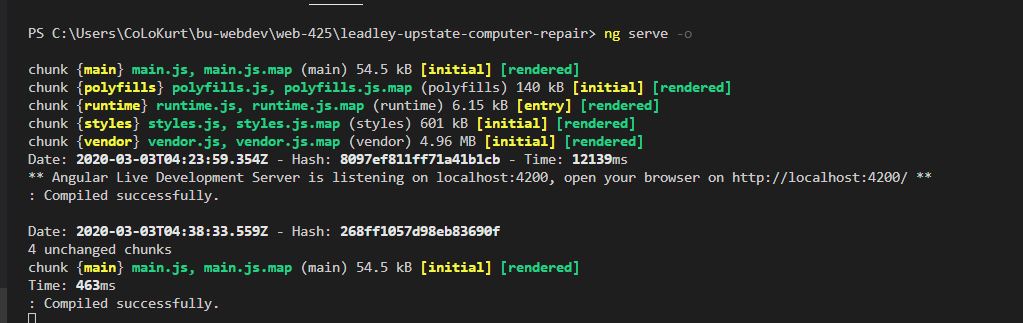 PS C:\Users\CoLoKurt\bu-webdev\web-425\leadley-upstate-computer-repair> ng serve -o
chunk {main} main.js, main.js.map (main) 54.5 kB [initial] [rendered]
chunk {polyfills} polyfills.js, polyfills.js.map (polyfills) 140 kB [initial] [rendered]
chunk {runtime} runtime.js, runtime.js.map (runtime) 6.15 kB [entry] [rendered]
chunk {styles} styles.js, styles.js.map (styles) 601 kB [initial] [rendered]
chunk {vendor} vendor.js, vendor.js.map (vendor) 4.96 MB [initial] [rendered]
Date: 2020-03-03T04:23:59.354Z - Hash: 8097ef811ff71a41b1cb - Time: 12139ms
** Angular Live Development Server is listening on localhost:4200, open your browser on http://localhost:4200/ **
: Compiled successfully.
Date: 2020-03-03T04:38:33.559Z - Hash: 268ff1057d98eb83690f
4 unchanged chunks
chunk {main} main.js, main.js.map (main) 54.5 kB [initial] [rendered]
Time: 463ms
: Compiled successfully.